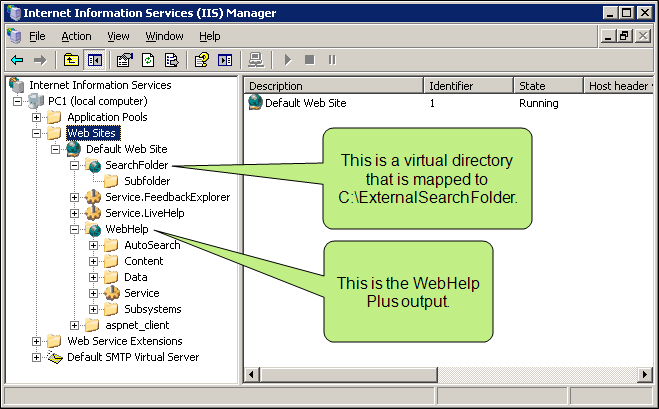 Internet Information Services (IIS) Manager
File Action View Window Help
Internet Information Services
PC1 (local computer)
Application Pools
Web Sites
Default Web Site
SearchFolder
Subfolder
Service.FeedbackExplorer
Service.LiveHelp
WebHelp
AutoSearch
Content
Data
Service
Subsystems
aspnet_client
Web Service Extensions
Default SMTP Virtual Server
Description Identifier State Host header
Default Web Site 1 Running
This is a virtual directory
that is mapped to
C:\ExternalSearchFolder.
This is the WebHelp
Plus output.